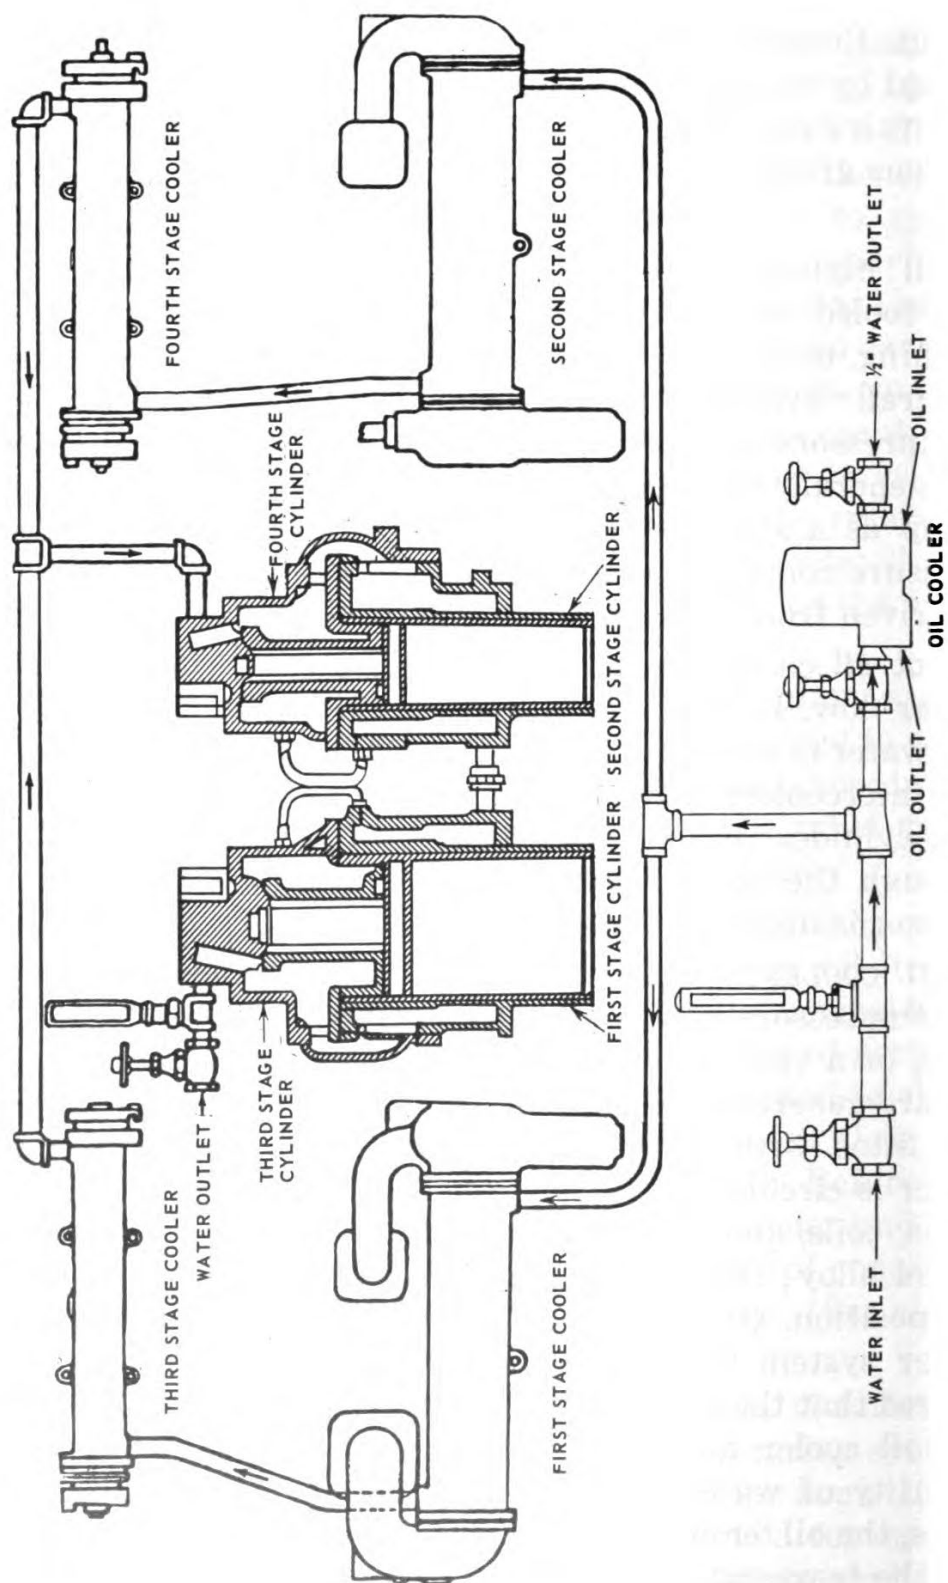 THIRD STAGE COOLER
FOURTH STAGE COOLER
WATER OUTLET
THIRD STAGE
CYLINDER
FOURTH STAGE
CYLINDER
FIRST STAGE COOLER
SECOND STAGE COOLER
FIRST STAGE CYLINDER
SECOND STAGE CYLINDER
WATER INLET
½" WATER OUTLET
OIL OUTLET
OIL INLET
OIL COOLER